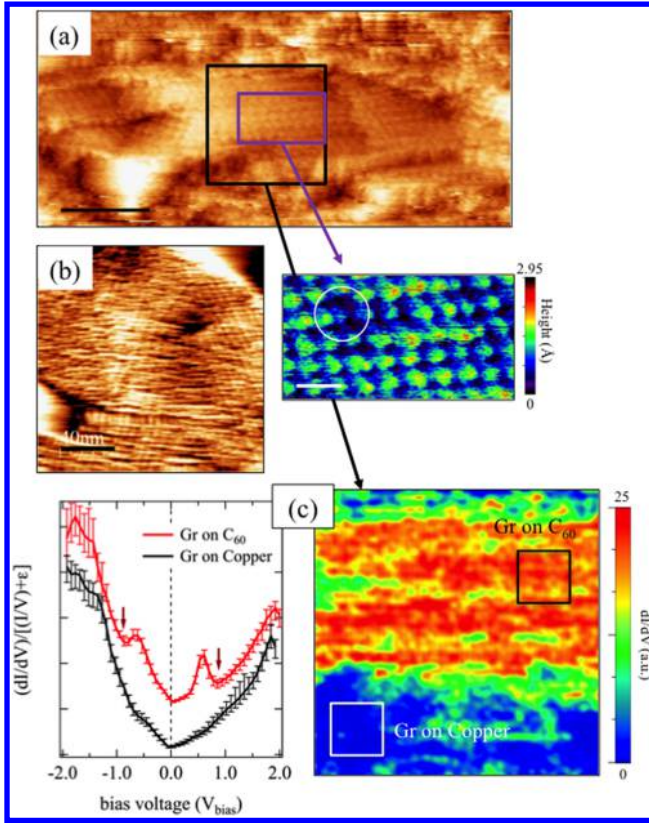 (a)
(b)
40nm
2.95
Height (Å)
0
(c)
Gr on C60
Gr on Copper
(dI/dV)/[(I/V)+ε]
-2.0 -1.0 0.0 1.0 2.0
bias voltage (Vbias)
Gr on C60
Gr on Copper
25
dI/dV (a.u.)
0